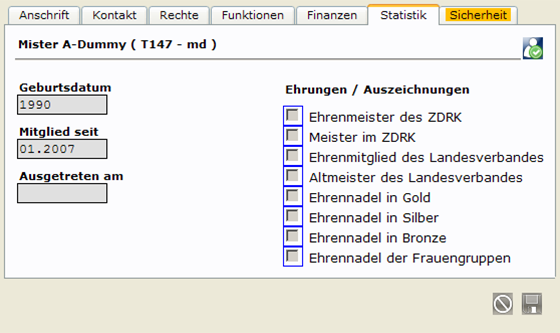 Anschrift Kontakt Rechte Funktionen Finanzen Statistik Sicherheit
Mister A-Dummy ( T147 - md )
Geburtsdatum
1990
Mitglied seit
01.2007
Ausgetreten am
Ehrungen / Auszeichnungen
Ehrenmeister des ZDRK
Meister im ZDRK
Ehrenmitglied des Landesverbandes
Altmeister des Landesverbandes
Ehrennadel in Gold
Ehrennadel in Silber
Ehrennadel in Bronze
Ehrennadel der Frauengruppen